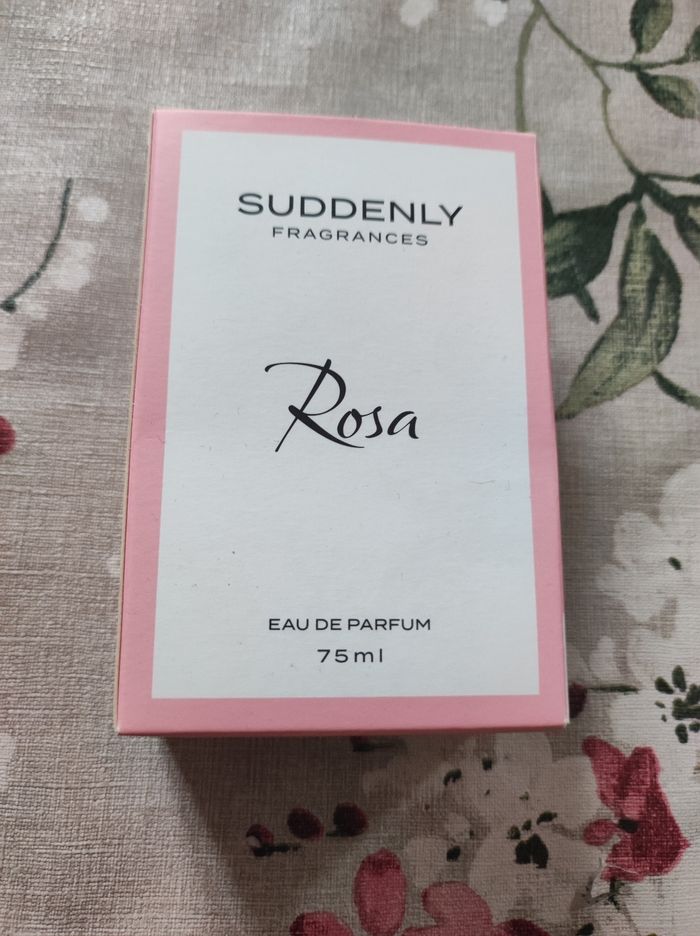 SUDDENLY
FRAGRANCES
Rosa
EAU DE PARFUM
75ml